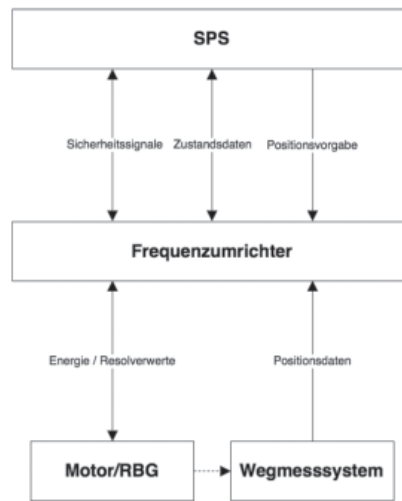 SPS
Sicherheitssignale Zustandsdaten Positionsvorgabe
Frequenzumrichter
Energie / Resolverwerte Positionsdaten
Motor/RBG Wegmesssystem